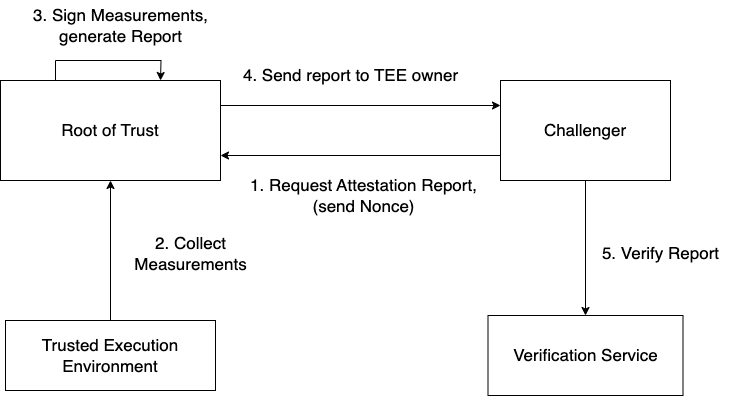 3. Sign Measurements,
generate Report
4. Send report to TEE owner
Root of Trust
Challenger
1. Request Attestation Report,
(send Nonce)
2. Collect
Measurements
5. Verify Report
Trusted Execution
Environment
Verification Service